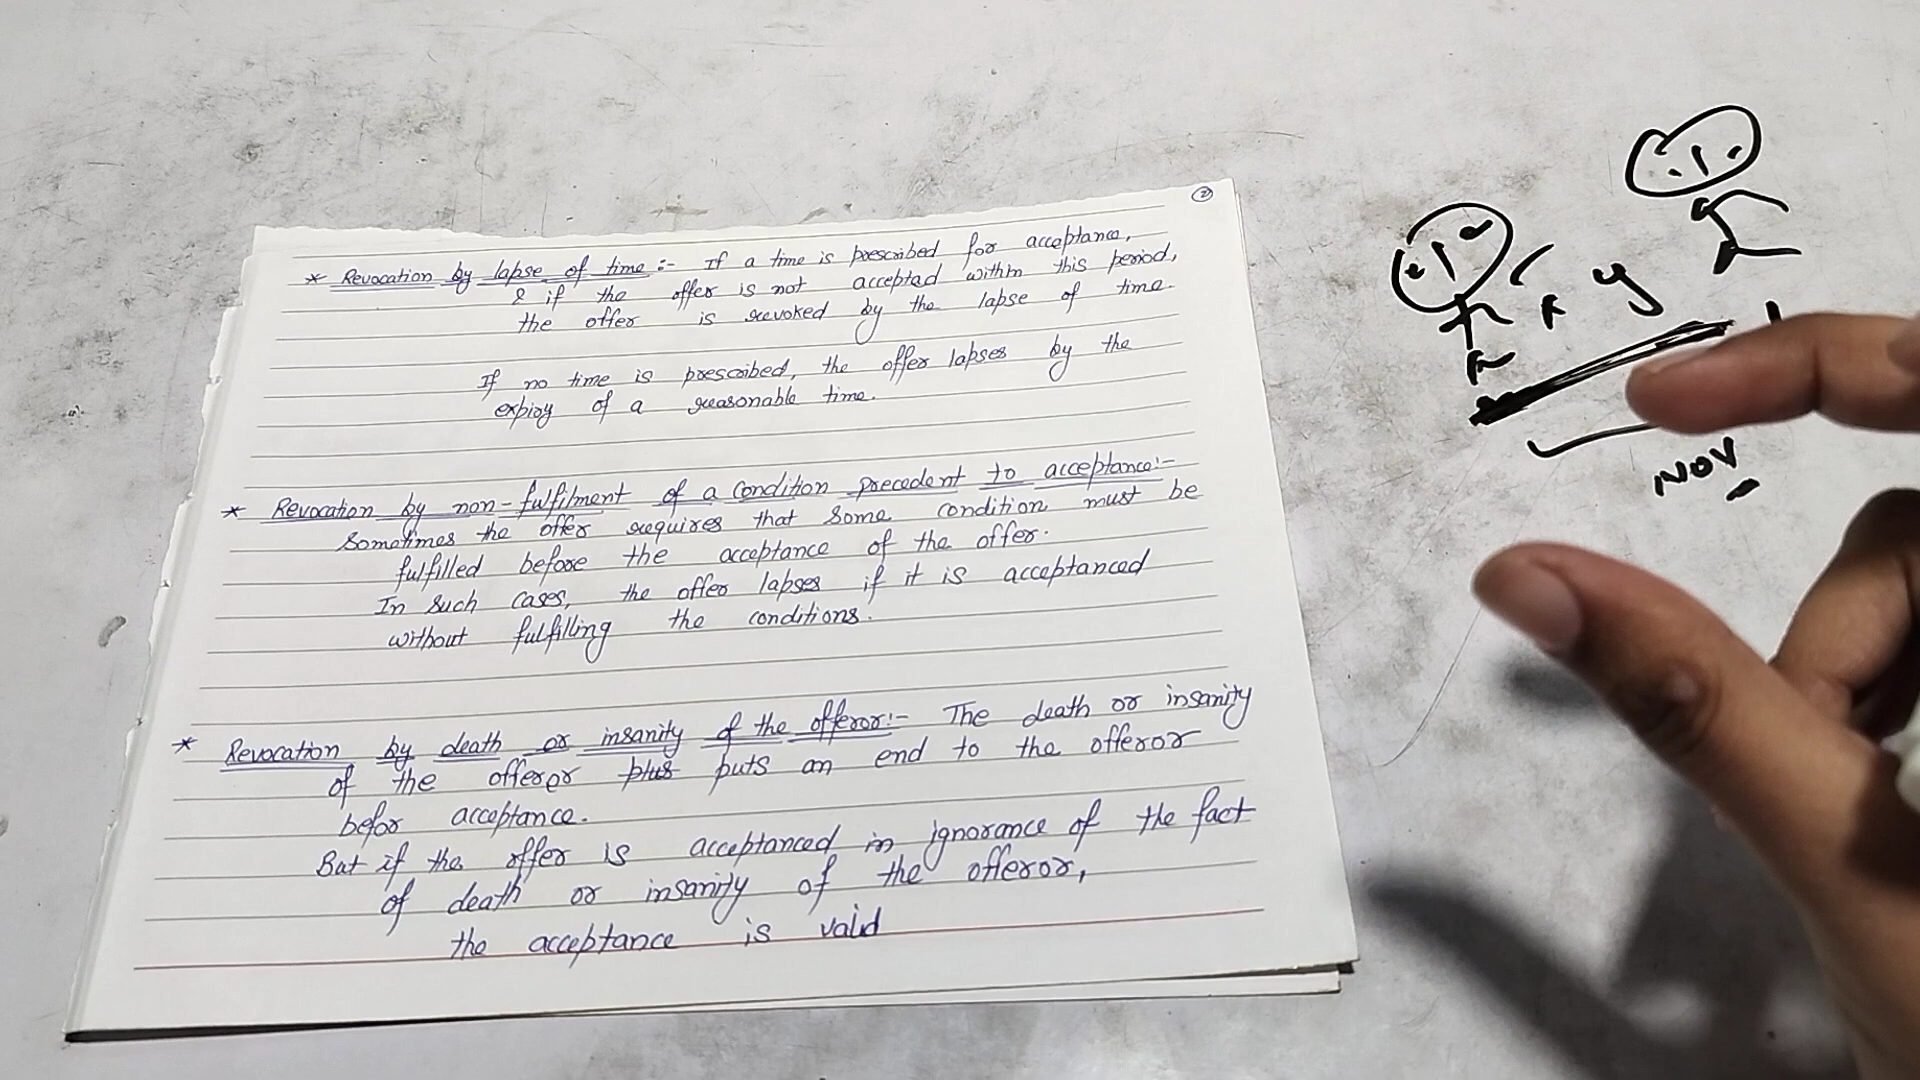 ②
* Revocation by lapse of time :- If a time is prescribed for acceptance,
& if the offer is not accepted within this period,
the offer is revoked by the lapse of time.
If no time is prescribed, the offer lapses by the
expiry of a reasonable time.
* Revocation by non-fulfilment of a condition precedent to acceptance:-
Sometimes the offer requires that some condition must be
fulfilled before the acceptance of the offer.
In such cases, the offer lapses if it is acceptanced
without fulfilling the conditions.
* Revocation by death or insanity of the offeror:- The death or insanity
of the offeror plus puts an end to the offeror
befor acceptance.
But if the offer is acceptanced in ignorance of the fact
of death or insanity of the offeror,
the acceptance is valid
y
Nov